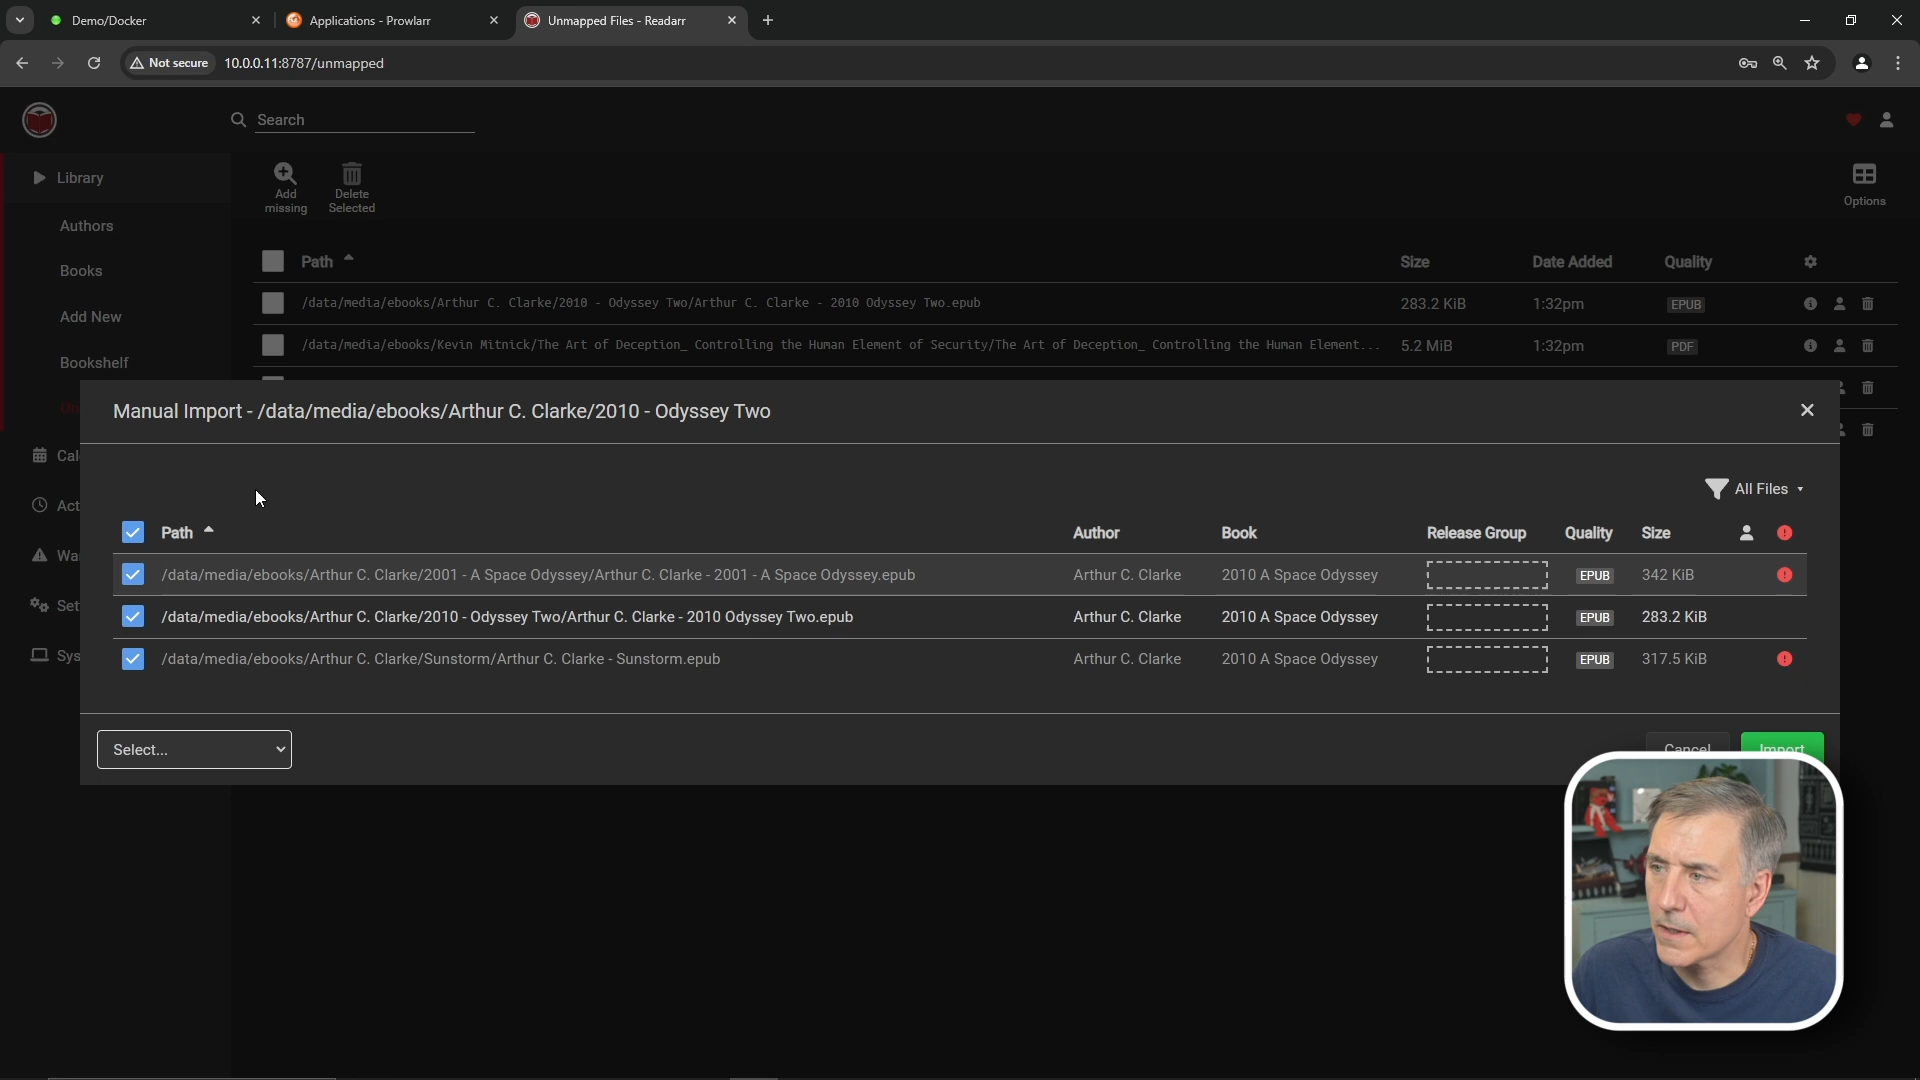 Demo/Docker
Applications - Prowlarr
Unmapped Files - Readarr
Not secure
10.0.0.11:8787/unmapped
Search
Library
Add missing
Delete Selected
Options
Authors
Books
Add New
Bookshelf
Path
Size
Date Added
Quality
/data/media/ebooks/Arthur C. Clarke/2010 - Odyssey Two/Arthur C. Clarke - 2010 Odyssey Two.epub
283.2 KiB
1:32pm
EPUB
/data/media/ebooks/Kevin Mitnick/The Art of Deception_ Controlling the Human Element of Security/The Art of Deception_ Controlling the Human Element...
5.2 MiB
1:32pm
PDF
Un
Cal
Act
Wa
Set
Sys
Manual Import - /data/media/ebooks/Arthur C. Clarke/2010 - Odyssey Two
All Files
Path
Author
Book
Release Group
Quality
Size
/data/media/ebooks/Arthur C. Clarke/2001 - A Space Odyssey/Arthur C. Clarke - 2001 - A Space Odyssey.epub
Arthur C. Clarke
2010 A Space Odyssey
EPUB
342 KiB
/data/media/ebooks/Arthur C. Clarke/2010 - Odyssey Two/Arthur C. Clarke - 2010 Odyssey Two.epub
Arthur C. Clarke
2010 A Space Odyssey
EPUB
283.2 KiB
/data/media/ebooks/Arthur C. Clarke/Sunstorm/Arthur C. Clarke - Sunstorm.epub
Arthur C. Clarke
2010 A Space Odyssey
EPUB
317.5 KiB
Select...
Cancel
Import